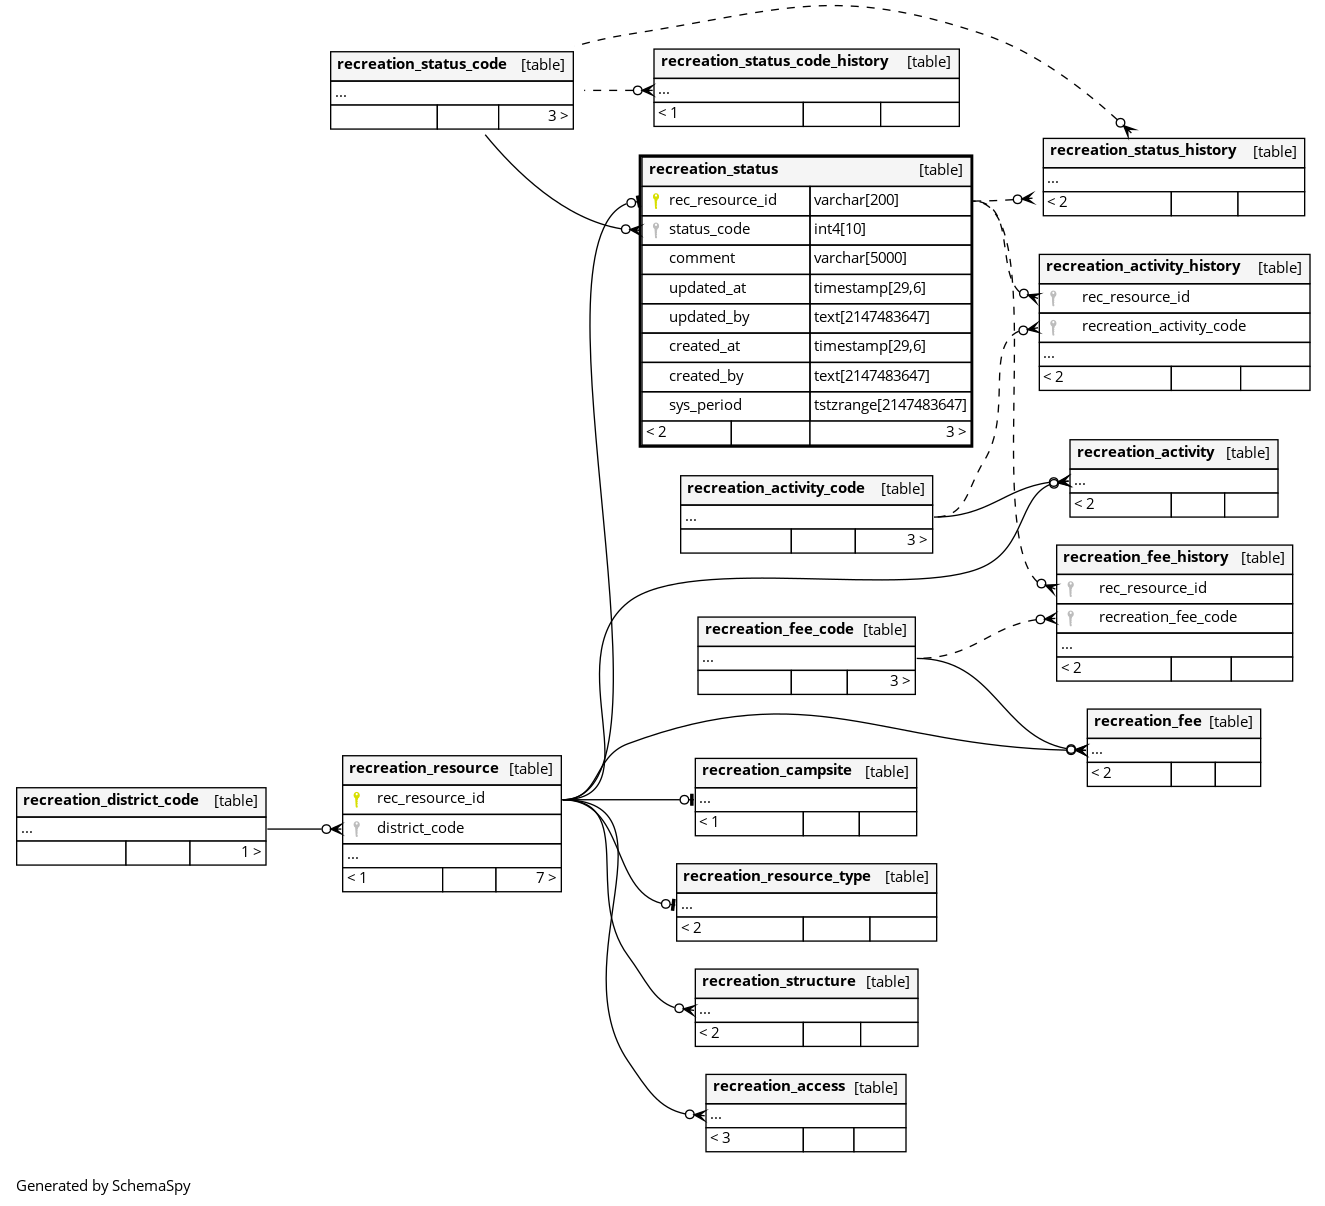 recreation_status_code [table]
...
3 >
recreation_status_code_history [table]
...
< 1
recreation_status_history [table]
...
< 2
recreation_status [table]
rec_resource_id varchar[200]
status_code int4[10]
comment varchar[5000]
updated_at timestamp[29,6]
updated_by text[2147483647]
created_at timestamp[29,6]
created_by text[2147483647]
sys_period tstzrange[2147483647]
< 2 3 >
recreation_activity_history [table]
rec_resource_id
recreation_activity_code
...
< 2
recreation_activity [table]
...
< 2
recreation_activity_code [table]
...
3 >
recreation_fee_history [table]
rec_resource_id
recreation_fee_code
...
< 2
recreation_fee_code [table]
...
3 >
recreation_fee [table]
...
< 2
recreation_district_code [table]
...
1 >
recreation_resource [table]
rec_resource_id
district_code
...
< 1 7 >
recreation_campsite [table]
...
< 1
recreation_resource_type [table]
...
< 2
recreation_structure [table]
...
< 2
recreation_access [table]
...
< 3
Generated by SchemaSpy